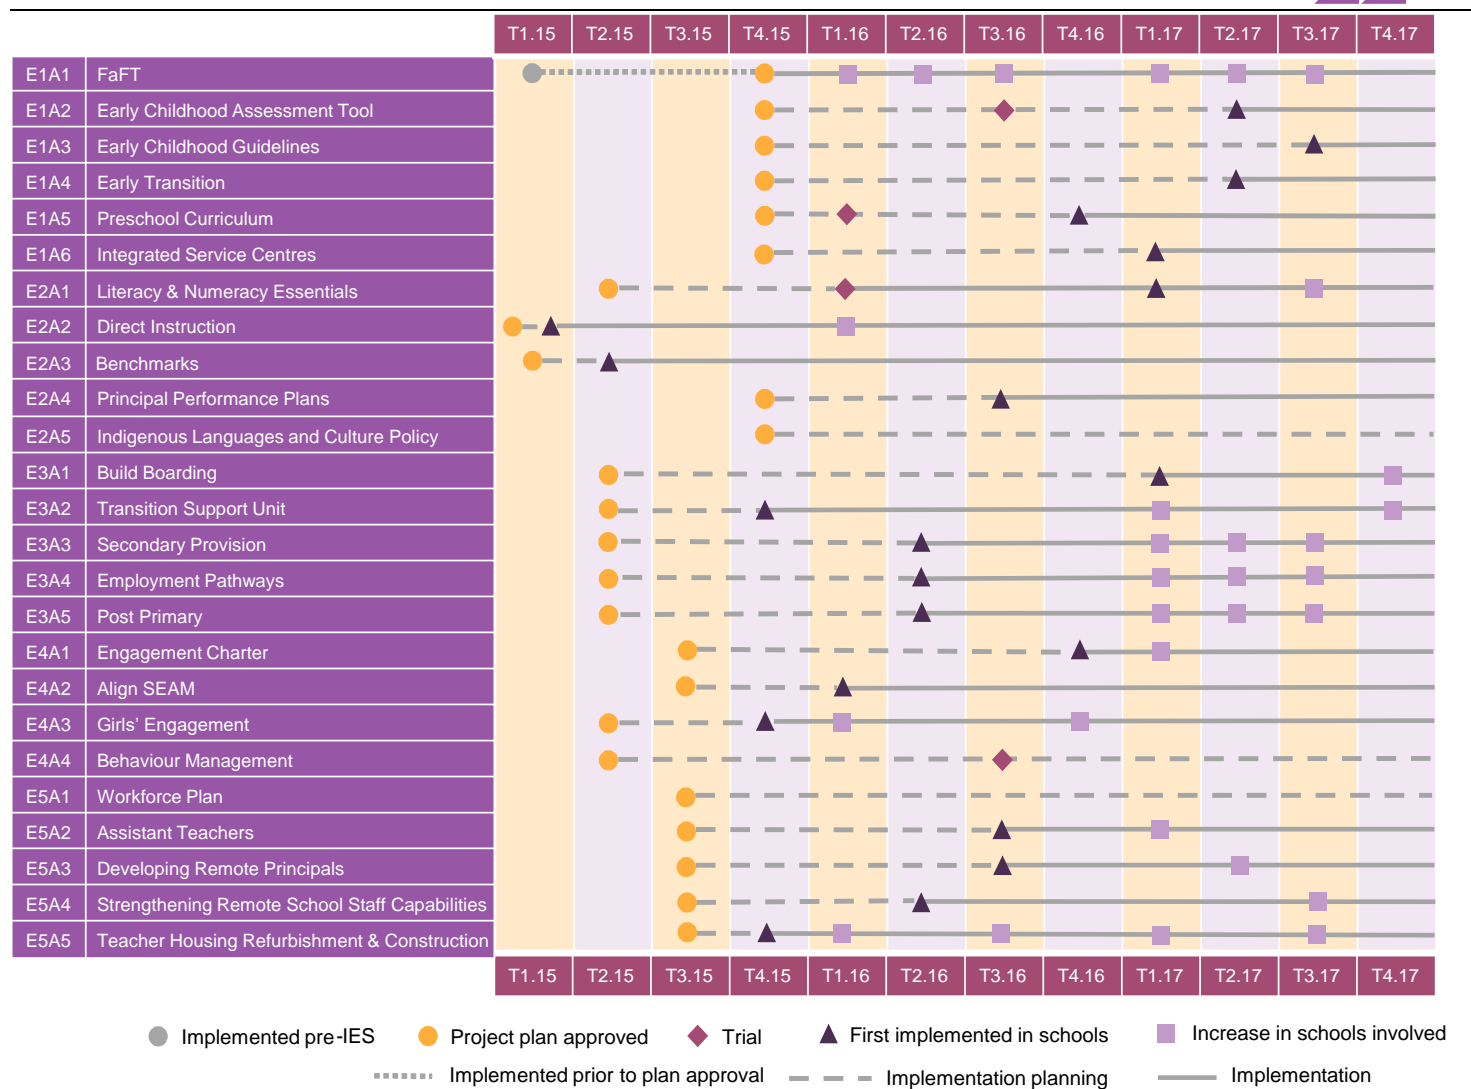 T1.15 T2.15 T3.15 T4.15 T1.16 T2.16 T3.16 T4.16 T1.17 T2.17 T3.17 T4.17
E1A1 FaFT
E1A2 Early Childhood Assessment Tool
E1A3 Early Childhood Guidelines
E1A4 Early Transition
E1A5 Preschool Curriculum
E1A6 Integrated Service Centres
E2A1 Literacy & Numeracy Essentials
E2A2 Direct Instruction
E2A3 Benchmarks
E2A4 Principal Performance Plans
E2A5 Indigenous Languages and Culture Policy
E3A1 Build Boarding
E3A2 Transition Support Unit
E3A3 Secondary Provision
E3A4 Employment Pathways
E3A5 Post Primary
E4A1 Engagement Charter
E4A2 Align SEAM
E4A3 Girls’ Engagement
E4A4 Behaviour Management
E5A1 Workforce Plan
E5A2 Assistant Teachers
E5A3 Developing Remote Principals
E5A4 Strengthening Remote School Staff Capabilities
E5A5 Teacher Housing Refurbishment & Construction
T1.15 T2.15 T3.15 T4.15 T1.16 T2.16 T3.16 T4.16 T1.17 T2.17 T3.17 T4.17
Implemented pre-IES Project plan approved Trial First implemented in schools Increase in schools involved
Implemented prior to plan approval Implementation planning Implementation